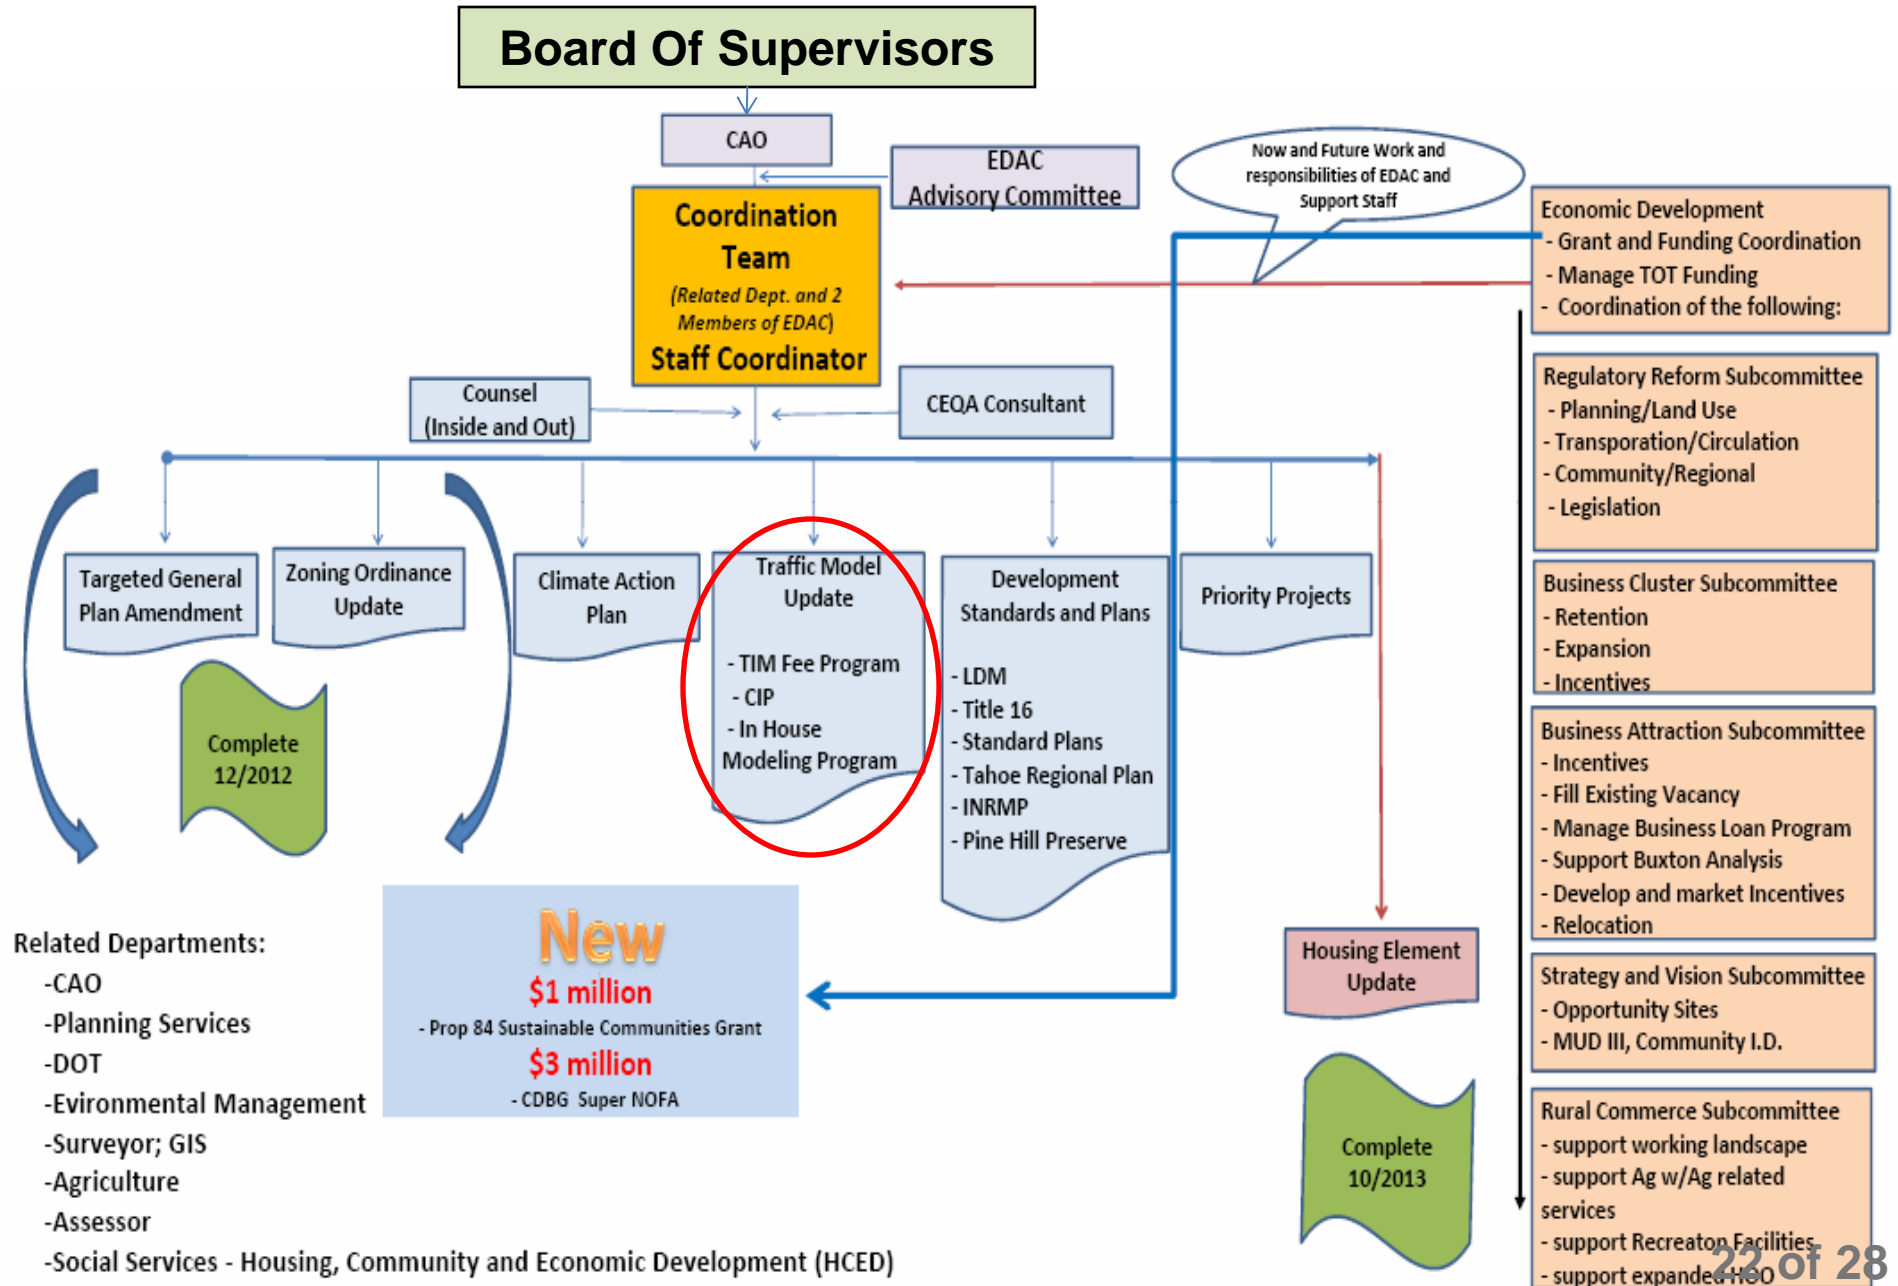 Board Of Supervisors
CAO
EDAC
Advisory Committee
Now and Future Work and
responsibilities of EDAC and
Support Staff
Coordination
Team
(Related Dept. and 2
Members of EDAC)
Staff Coordinator
Counsel
(Inside and Out)
CEQA Consultant
Targeted General
Plan Amendment
Zoning Ordinance
Update
Climate Action
Plan
Traffic Model
Update
- TIM Fee Program
- CIP
- In House
Modeling Program
Development
Standards and Plans
- LDM
- Title 16
- Standard Plans
- Tahoe Regional Plan
- INRMP
- Pine Hill Preserve
Priority Projects
Complete
12/2012
Housing Element
Update
Complete
10/2013
New
$1 million
- Prop 84 Sustainable Communities Grant
$3 million
- CDBG Super NOFA
Related Departments:
-CAO
-Planning Services
-DOT
-Evironmental Management
-Surveyor; GIS
-Agriculture
-Assessor
-Social Services - Housing, Community and Economic Development (HCED)
Economic Development
- Grant and Funding Coordination
- Manage TOT Funding
- Coordination of the following:
Regulatory Reform Subcommittee
- Planning/Land Use
- Transporation/Circulation
- Community/Regional
- Legislation
Business Cluster Subcommittee
- Retention
- Expansion
- Incentives
Business Attraction Subcommittee
- Incentives
- Fill Existing Vacancy
- Manage Business Loan Program
- Support Buxton Analysis
- Develop and market Incentives
- Relocation
Strategy and Vision Subcommittee
- Opportunity Sites
- MUD III, Community I.D.
Rural Commerce Subcommittee
- support working landscape
- support Ag w/Ag related
services
- support Recreaton Facilities
- support expanded
22 of 28